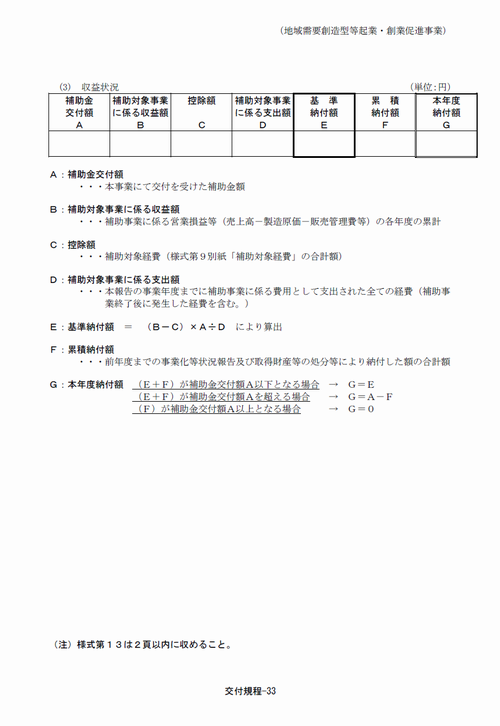 （地域需要創造型等起業・創業促進事業）
(3)　収益状況　（単位：円）
補助金交付額Ａ　補助対象事業に係る収益額Ｂ　控除額Ｃ　補助対象事業に係る支出額Ｄ　基　準納付額Ｅ　累　積納付額Ｆ　本年度納付額Ｇ
Ａ：補助金交付額
・・・本事業にて交付を受けた補助金額
Ｂ：補助対象事業に係る収益額
・・・補助事業に係る営業損益等（売上高－製造原価－販売管理費等）の各年度の累計
Ｃ：控除額
・・・補助対象経費（様式第９別紙「補助対象経費」の合計額）
Ｄ：補助対象事業に係る支出額
・・・本報告の事業年度までに補助事業に係る費用として支出された全ての経費（補助事
業終了後に発生した経費を含む。）
Ｅ：基準納付額　＝　（Ｂ－Ｃ）×Ａ÷Ｄ　により算出
Ｆ：累積納付額
・・・前年度までの事業化等状況報告及び取得財産等の処分等により納付した額の合計額
Ｇ：本年度納付額　（Ｅ＋Ｆ）が補助金交付額Ａ以下となる場合　→　Ｇ＝Ｅ
（Ｅ＋Ｆ）が補助金交付額Ａを超える場合　→　Ｇ＝Ａ－Ｆ
（Ｆ）が補助金交付額Ａ以上となる場合　→　Ｇ＝０
（注）様式第１３は２頁以内に収めること。
交付規程-33